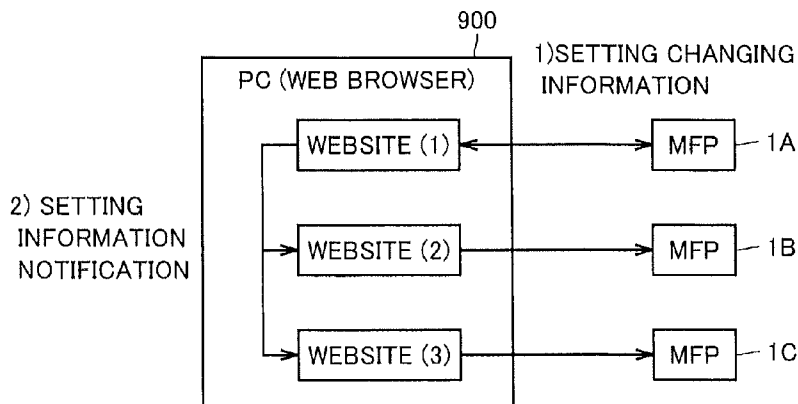 900
PC (WEB BROWSER)
1)SETTING CHANGING
INFORMATION
WEBSITE (1)
MFP
1A
2) SETTING
INFORMATION
NOTIFICATION
WEBSITE (2)
MFP
1B
WEBSITE (3)
MFP
1C